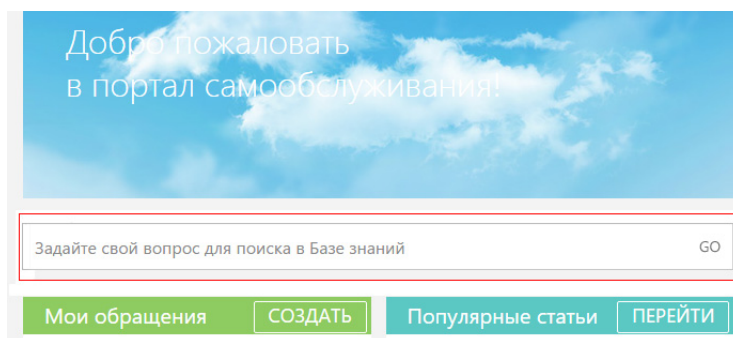 Добро пожаловать
в портал самообслуживания!
Задайте свой вопрос для поиска в Базе знаний GO
Мои обращения СОЗДАТЬ Популярные статьи ПЕРЕЙТИ